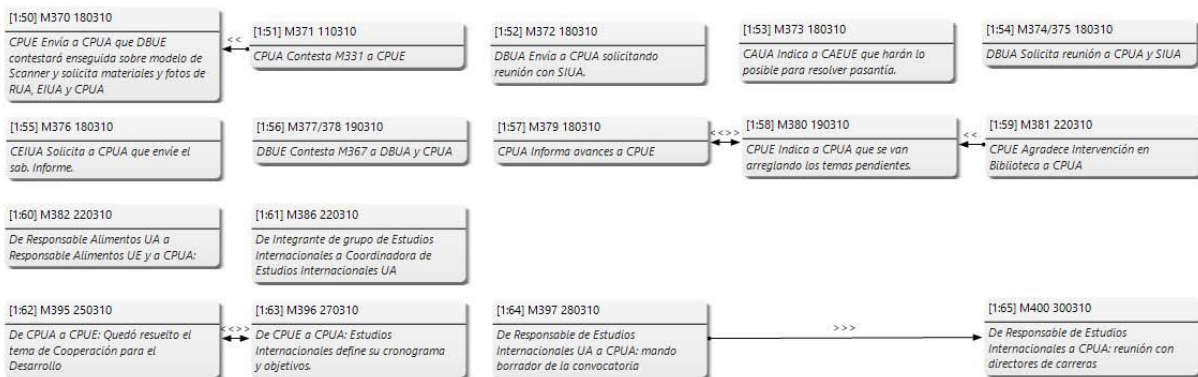 [1:50] M370 180310
CPUE Envía a CPUA que DBUE
contestará enseguida sobre modelo de
Scanner y solicita materiales y fotos de
RUA, EIUA y CPUA
<<
[1:51] M371 110310
CPUA Contesta M331 a CPUE
[1:52] M372 180310
DBUA Envía a CPUA solicitando
reunión con SIUA.
[1:53] M373 180310
CAUA Indica a CAEUE que harán lo
posible para resolver pasantía.
[1:54] M374/375 180310
DBUA Solicita reunión a CPUA y SIUA
[1:55] M376 180310
CEIUA Solicita a CPUA que envíe el
sab. Informe.
[1:56] M377/378 190310
DBUE Contesta M367 a DBUA y CPUA
[1:57] M379 180310
CPUA Informa avances a CPUE
<<>>
[1:58] M380 190310
CPUE Indica a CPUA que se van
arreglando los temas pendientes.
<<
[1:59] M381 220310
CPUE Agradece Intervención en
Biblioteca a CPUA
[1:60] M382 220310
De Responsable Alimentos UA a
Responsable Alimentos UE y a CPUA:
[1:61] M386 220310
De Integrante de grupo de Estudios
Internacionales a Coordinadora de
Estudios Internacionales UA
[1:62] M395 250310
De CPUA a CPUE: Quedó resuelto el
tema de Cooperación para el
Desarrollo
<<>>
[1:63] M396 270310
De CPUE a CPUA: Estudios
Internacionales define su cronograma
y objetivos.
[1:64] M397 280310
De Responsable de Estudios
Internacionales UA a CPUA: mando
borrador de la convocatoria
>>>
[1:65] M400 300310
De Responsable de Estudios
Internacionales a CPUA: reunión con
directores de carreras